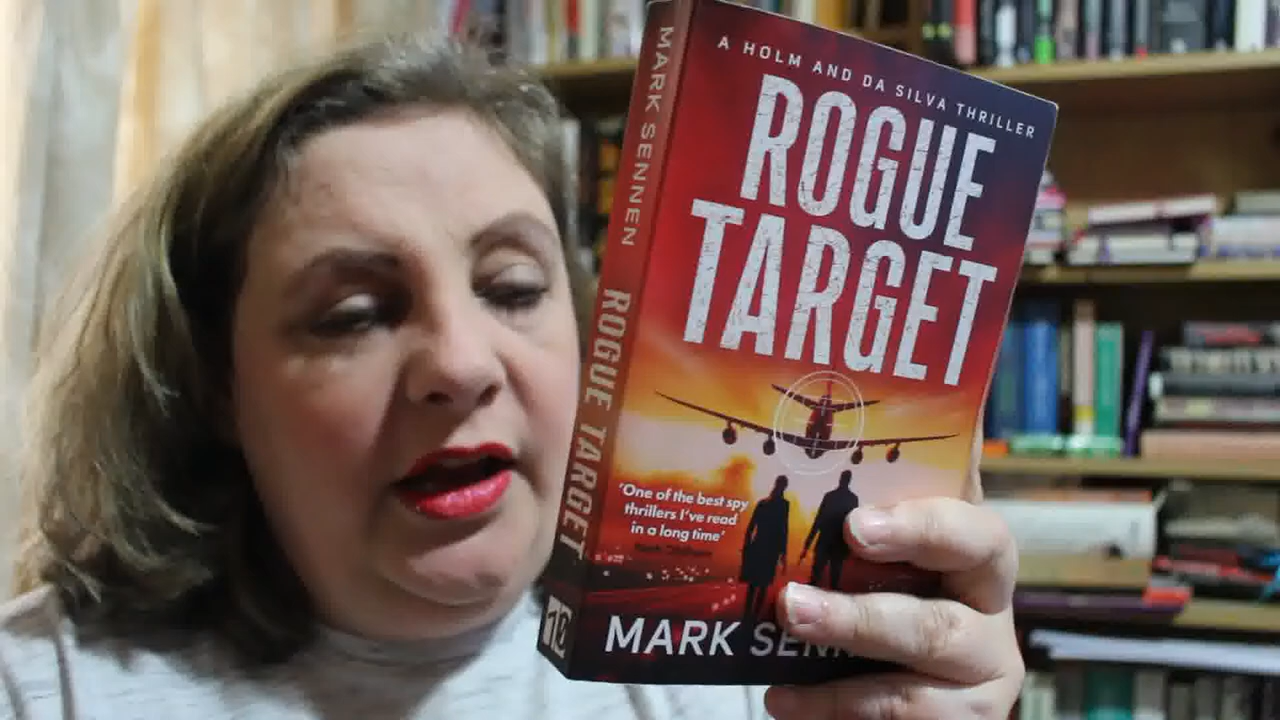 MARK SENNEN
ROGUE TARGET
A HOLM AND DA SILVA THRILLER
ROGUE
TARGET
'One of the best spy
thrillers I've read
in a long time'
MARK SENN